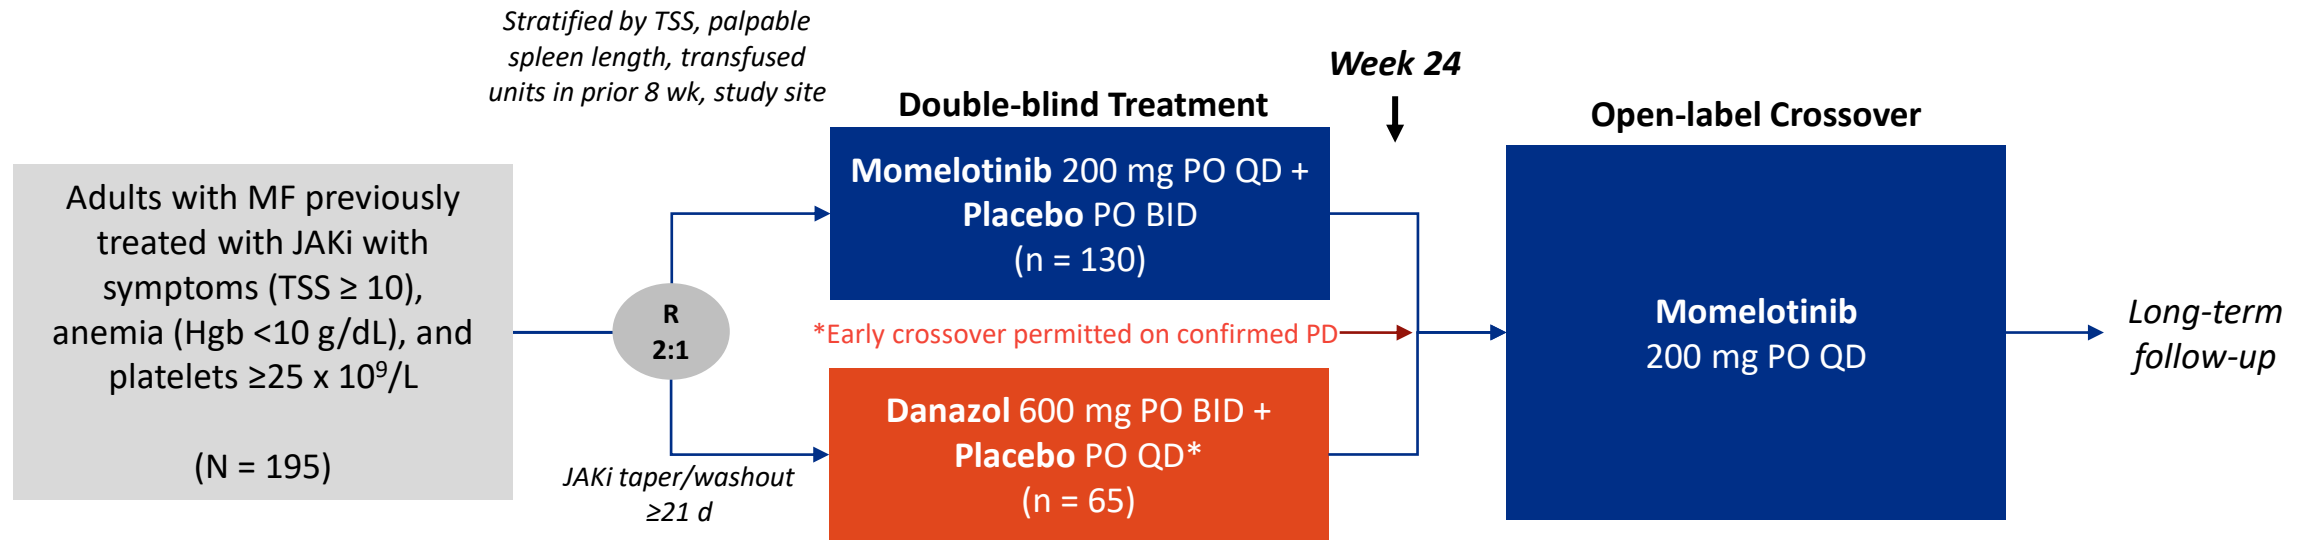 Stratified by TSS, palpable
spleen length, transfused
units in prior 8 wk, study site
Adults with MF previously
treated with JAKi with
symptoms (TSS ≥ 10),
anemia (Hgb <10 g/dL), and
platelets ≥25 x 10⁹/L
(N = 195)
R
2:1
JAKi taper/washout
≥21 d
Double-blind Treatment
Momelotinib 200 mg PO QD +
Placebo PO BID
(n = 130)
*Early crossover permitted on confirmed PD
Danazol 600 mg PO BID +
Placebo PO QD*
(n = 65)
Week 24
Open-label Crossover
Momelotinib
200 mg PO QD
Long-term
follow-up